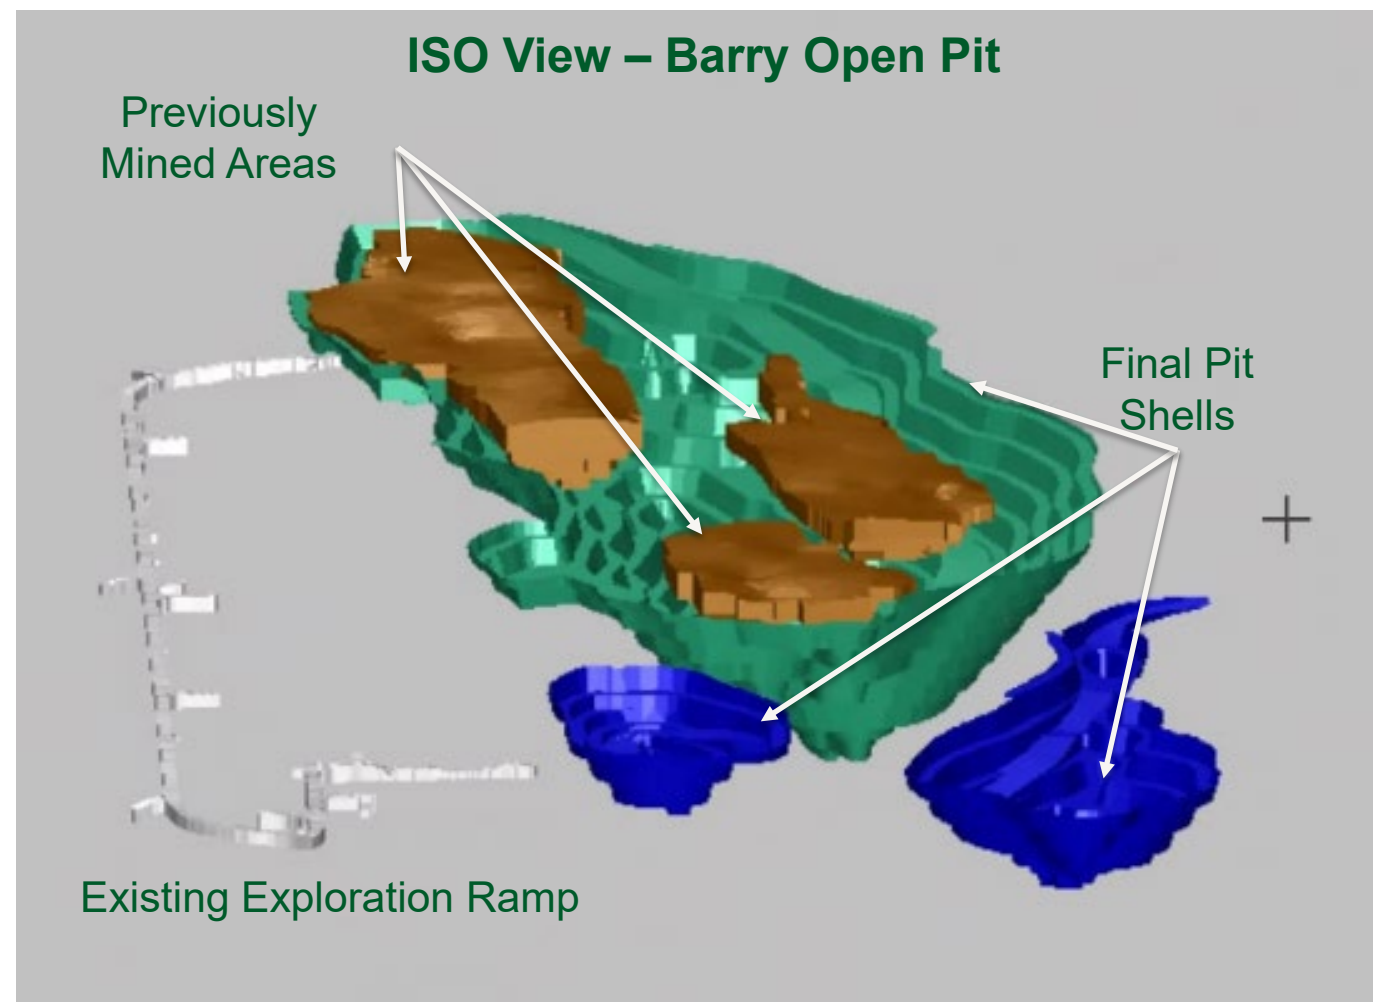 ISO View – Barry Open Pit
Previously
Mined Areas
Final Pit
Shells
Existing Exploration Ramp